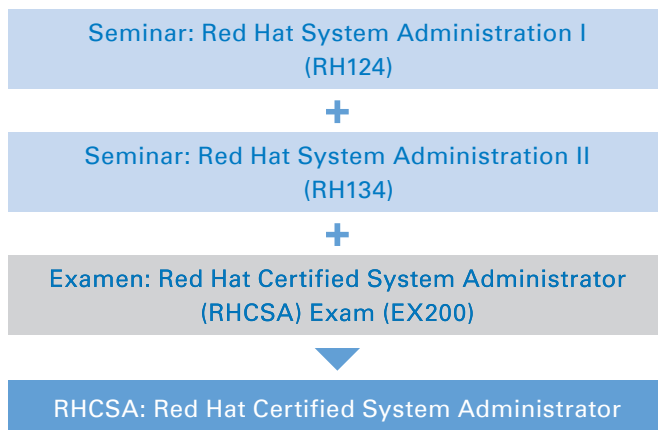 Seminar: Red Hat System Administration I
(RH124)
+
Seminar: Red Hat System Administration II
(RH134)
+
Examen: Red Hat Certified System Administrator
(RHCSA) Exam (EX200)
RHCSA: Red Hat Certified System Administrator